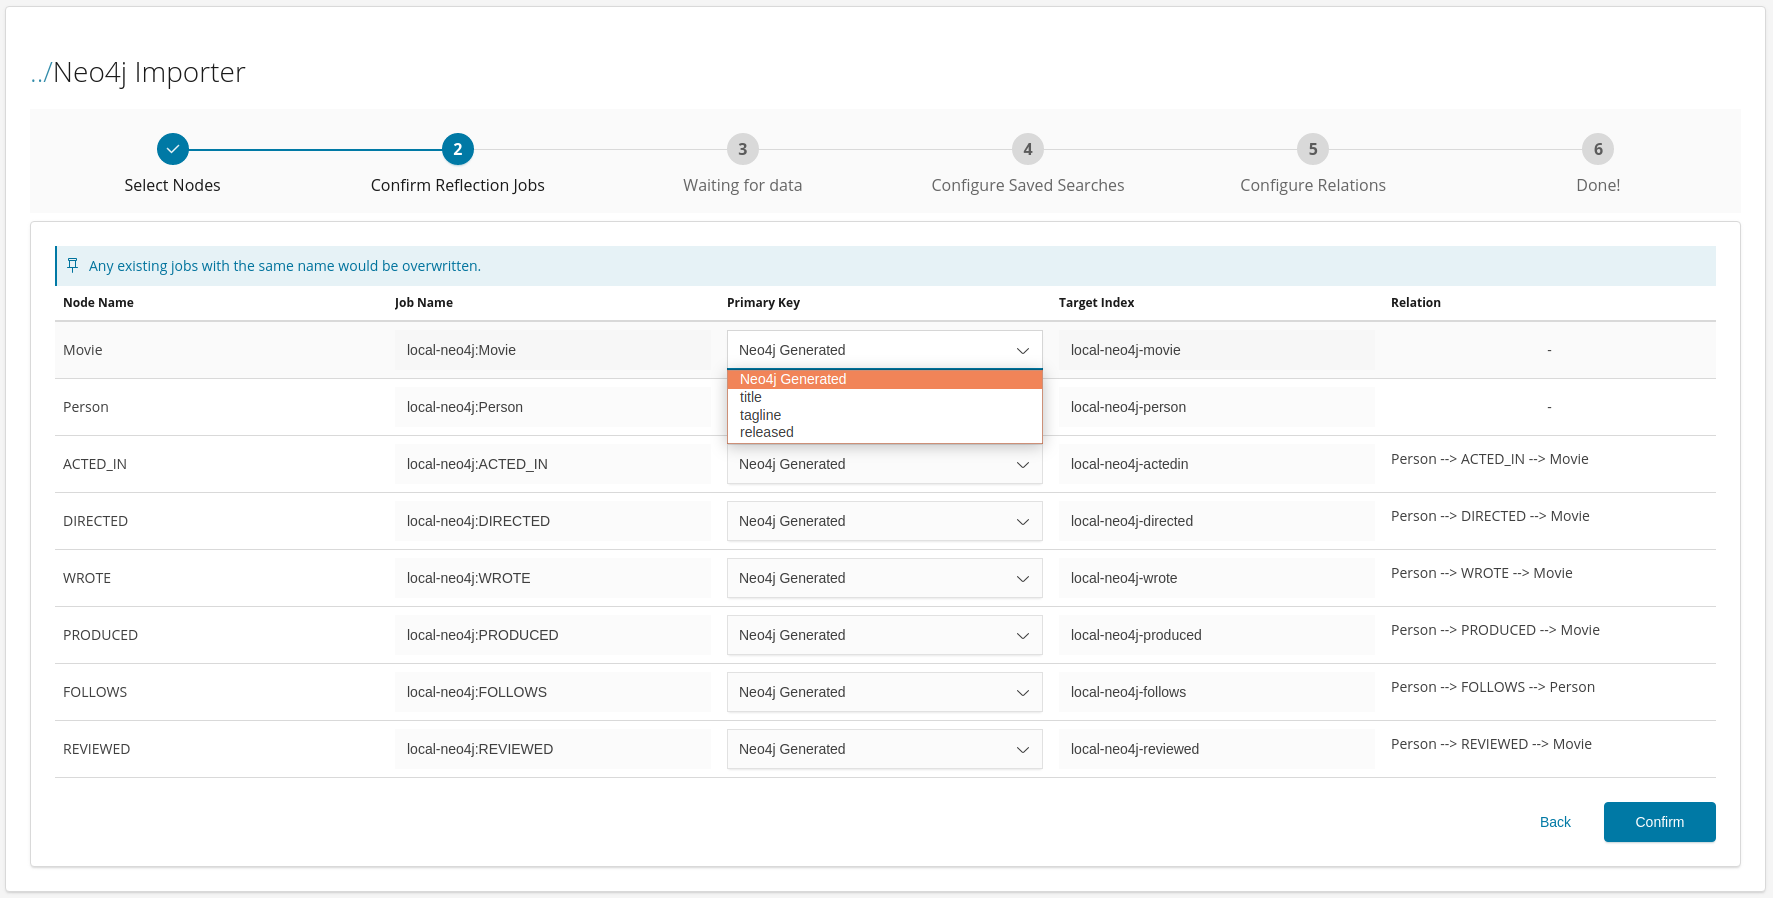 ../Neo4j Importer
2 3 4 5 6
Select Nodes Confirm Reflection Jobs Waiting for data Configure Saved Searches Configure Relations Done!
Any existing jobs with the same name would be overwritten.
Node Name Job Name Primary Key Target Index Relation
Movie local-neo4j:Movie Neo4j Generated local-neo4j-movie -
Neo4j Generated
title
Person local-neo4j:Person local-neo4j-person -
tagline
released
ACTED_IN local-neo4j:ACTED_IN Neo4j Generated local-neo4j-actedin Person --> ACTED_IN --> Movie
DIRECTED local-neo4j:DIRECTED Neo4j Generated local-neo4j-directed Person --> DIRECTED --> Movie
WROTE local-neo4j:WROTE Neo4j Generated local-neo4j-wrote Person --> WROTE --> Movie
PRODUCED local-neo4j:PRODUCED Neo4j Generated local-neo4j-produced Person --> PRODUCED --> Movie
FOLLOWS local-neo4j:FOLLOWS Neo4j Generated local-neo4j-follows Person --> FOLLOWS --> Person
REVIEWED local-neo4j:REVIEWED Neo4j Generated local-neo4j-reviewed Person --> REVIEWED --> Movie
Back Confirm